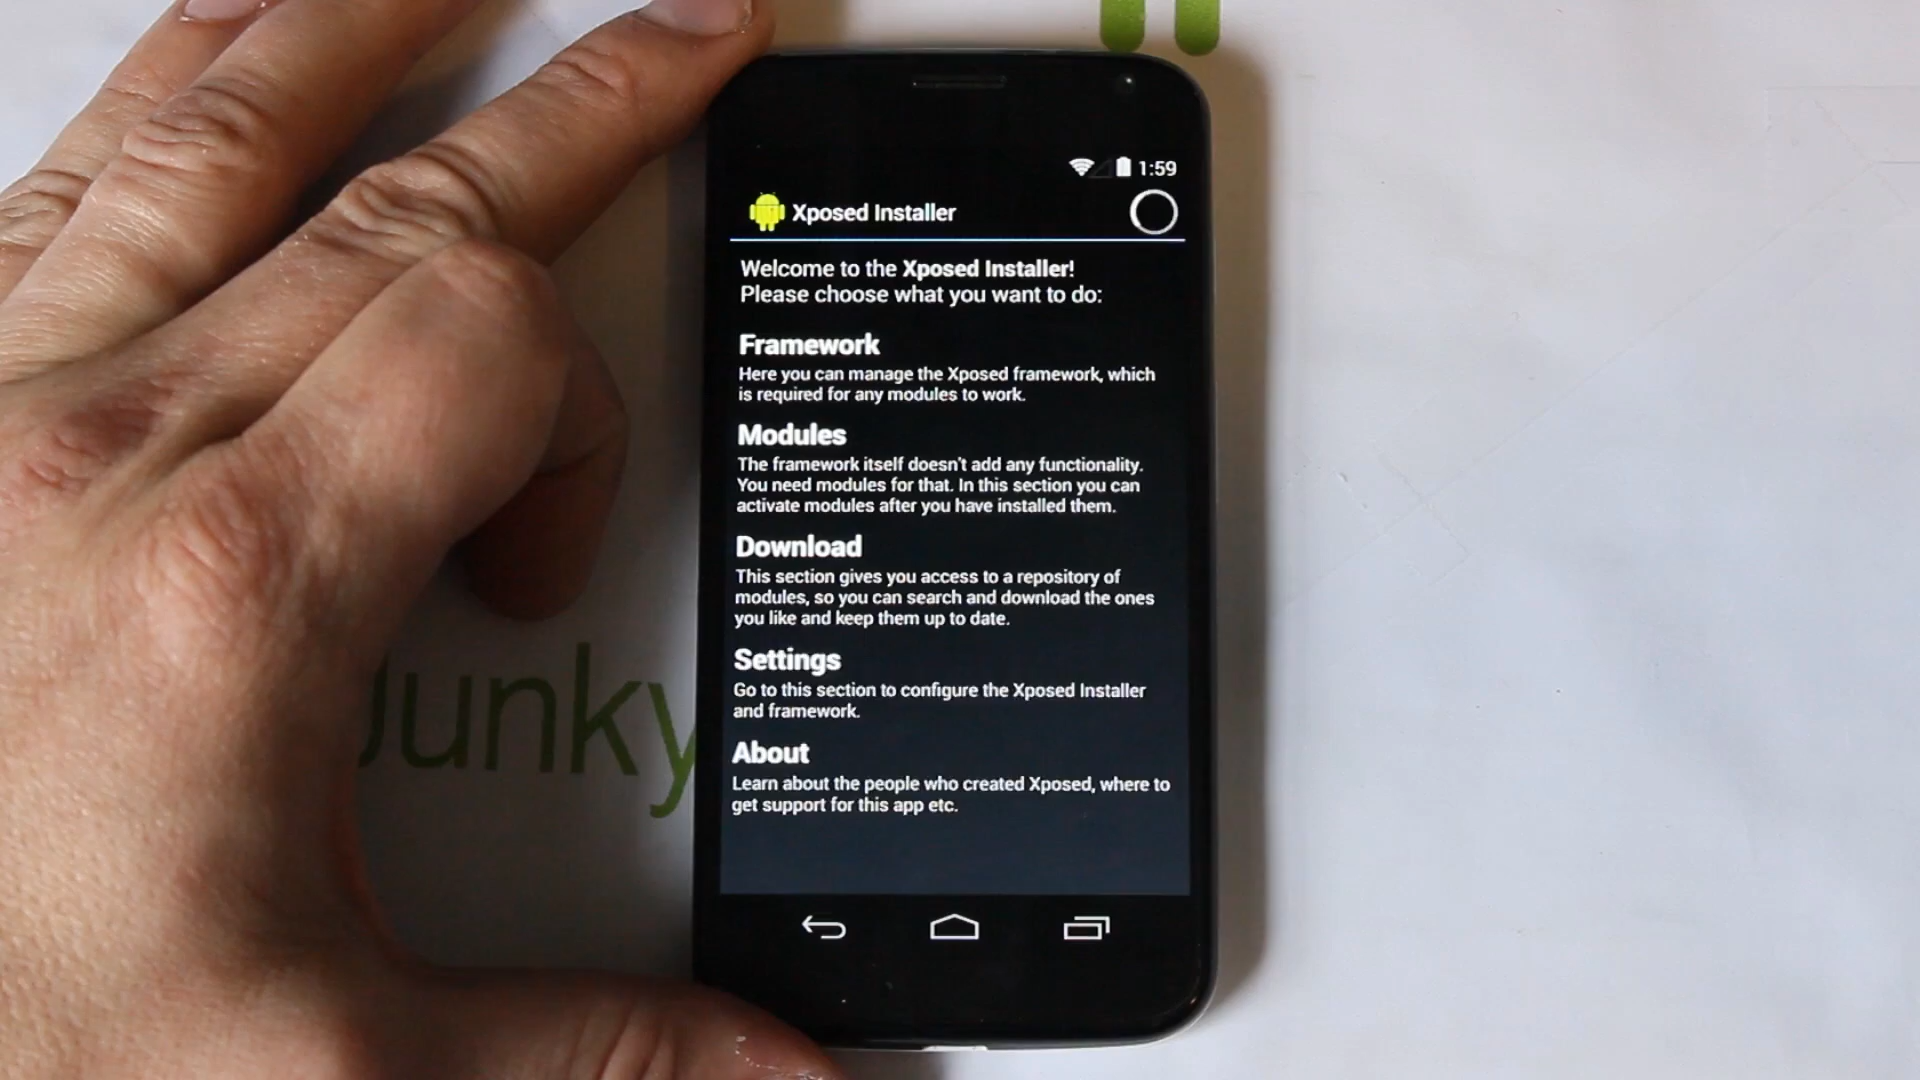 1:59
Xposed Installer
Welcome to the Xposed Installer!
Please choose what you want to do:
Framework
Here you can manage the Xposed framework, which
is required for any modules to work.
Modules
The framework itself doesn't add any functionality.
You need modules for that. In this section you can
activate modules after you have installed them.
Download
This section gives you access to a repository of
modules, so you can search and download the ones
you like and keep them up to date.
Settings
Go to this section to configure the Xposed Installer
and framework.
About
Learn about the people who created Xposed, where to
get support for this app etc.
Junky